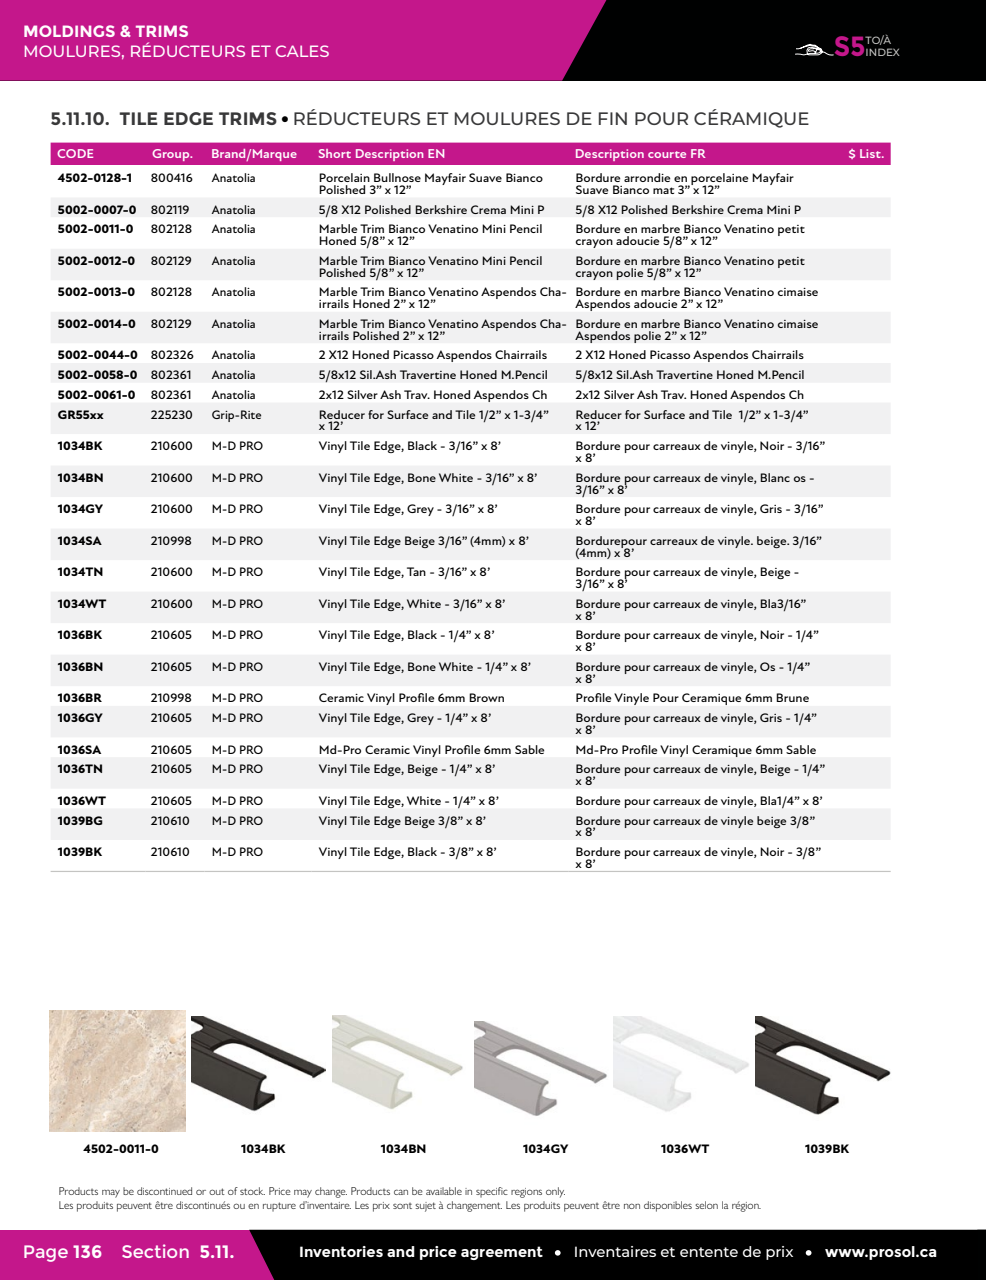 MOLDINGS & TRIMS
MOULURES, RÉDUCTEURS ET CALES
S5 TO/À INDEX
5.11.10. TILE EDGE TRIMS • RÉDUCTEURS ET MOULURES DE FIN POUR CÉRAMIQUE
CODE Group. Brand/Marque Short Description EN Description courte FR $ List.
4502-0128-1 800416 Anatolia Porcelain Bullnose Mayfair Suave Bianco Bordure arrondie en porcelaine Mayfair
Polished 3” x 12” Suave Bianco mat 3” x 12”
5002-0007-0 802119 Anatolia 5/8 X12 Polished Berkshire Crema Mini P 5/8 X12 Polished Berkshire Crema Mini P
5002-0011-0 802128 Anatolia Marble Trim Bianco Venatino Mini Pencil Bordure en marbre Bianco Venatino petit
Honed 5/8” x 12” crayon adoucie 5/8” x 12”
5002-0012-0 802129 Anatolia Marble Trim Bianco Venatino Mini Pencil Bordure en marbre Bianco Venatino petit
Polished 5/8” x 12” crayon polie 5/8” x 12”
5002-0013-0 802128 Anatolia Marble Trim Bianco Venatino Aspendos Cha- Bordure en marbre Bianco Venatino cimaise
irrails Honed 2” x 12” Aspendos adoucie 2” x 12”
5002-0014-0 802129 Anatolia Marble Trim Bianco Venatino Aspendos Cha- Bordure en marbre Bianco Venatino cimaise
irrails Polished 2” x 12” Aspendos polie 2” x 12”
5002-0044-0 802326 Anatolia 2 X12 Honed Picasso Aspendos Chairrails 2 X12 Honed Picasso Aspendos Chairrails
5002-0058-0 802361 Anatolia 5/8x12 Sil.Ash Travertine Honed M.Pencil 5/8x12 Sil.Ash Travertine Honed M.Pencil
5002-0061-0 802361 Anatolia 2x12 Silver Ash Trav. Honed Aspendos Ch 2x12 Silver Ash Trav. Honed Aspendos Ch
GR55xx 225230 Grip-Rite Reducer for Surface and Tile 1/2” x 1-3/4” Reducer for Surface and Tile 1/2” x 1-3/4”
x 12’ x 12’
1034BK 210600 M-D PRO Vinyl Tile Edge, Black - 3/16” x 8’ Bordure pour carreaux de vinyle, Noir - 3/16”
x 8’
1034BN 210600 M-D PRO Vinyl Tile Edge, Bone White - 3/16” x 8’ Bordure pour carreaux de vinyle, Blanc os -
3/16” x 8’
1034GY 210600 M-D PRO Vinyl Tile Edge, Grey - 3/16” x 8’ Bordure pour carreaux de vinyle, Gris - 3/16”
x 8’
1034SA 210998 M-D PRO Vinyl Tile Edge Beige 3/16” (4mm) x 8’ Bordurepour carreaux de vinyle. beige. 3/16”
(4mm) x 8’
1034TN 210600 M-D PRO Vinyl Tile Edge, Tan - 3/16” x 8’ Bordure pour carreaux de vinyle, Beige -
3/16” x 8’
1034WT 210600 M-D PRO Vinyl Tile Edge, White - 3/16” x 8’ Bordure pour carreaux de vinyle, Bla3/16”
x 8’
1036BK 210605 M-D PRO Vinyl Tile Edge, Black - 1/4” x 8’ Bordure pour carreaux de vinyle, Noir - 1/4”
x 8’
1036BN 210605 M-D PRO Vinyl Tile Edge, Bone White - 1/4” x 8’ Bordure pour carreaux de vinyle, Os - 1/4”
x 8’
1036BR 210998 M-D PRO Ceramic Vinyl Profile 6mm Brown Profile Vinyle Pour Ceramique 6mm Brune
1036GY 210605 M-D PRO Vinyl Tile Edge, Grey - 1/4” x 8’ Bordure pour carreaux de vinyle, Gris - 1/4”
x 8’
1036SA 210605 M-D PRO Md-Pro Ceramic Vinyl Profile 6mm Sable Md-Pro Profile Vinyl Ceramique 6mm Sable
1036TN 210605 M-D PRO Vinyl Tile Edge, Beige - 1/4” x 8’ Bordure pour carreaux de vinyle, Beige - 1/4”
x 8’
1036WT 210605 M-D PRO Vinyl Tile Edge, White - 1/4” x 8’ Bordure pour carreaux de vinyle, Bla1/4” x 8’
1039BG 210610 M-D PRO Vinyl Tile Edge Beige 3/8” x 8’ Bordure pour carreaux de vinyle beige 3/8”
x 8’
1039BK 210610 M-D PRO Vinyl Tile Edge, Black - 3/8” x 8’ Bordure pour carreaux de vinyle, Noir - 3/8”
x 8’
4502-0011-0 1034BK 1034BN 1034GY 1036WT 1039BK
Products may be discontinued or out of stock. Price may change. Products can be available in specific regions only.
Les produits peuvent être discontinués ou en rupture d’inventaire. Les prix sont sujet à changement. Les produits peuvent être non disponibles selon la région.
Page 136 Section 5.11. Inventories and price agreement • Inventaires et entente de prix • www.prosol.ca